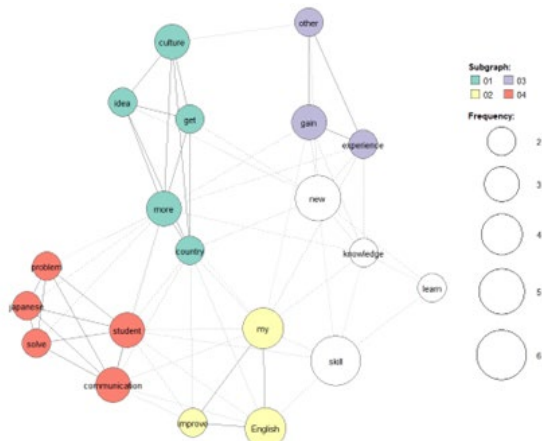 other
culture
Subgraph:
01 03
02 04
Frequency:
idea
get
gain
2
experience
3
new
more
4
country
knowledge
problem
5
learn
japanese
student
my
solve
skill
6
communication
improve
English